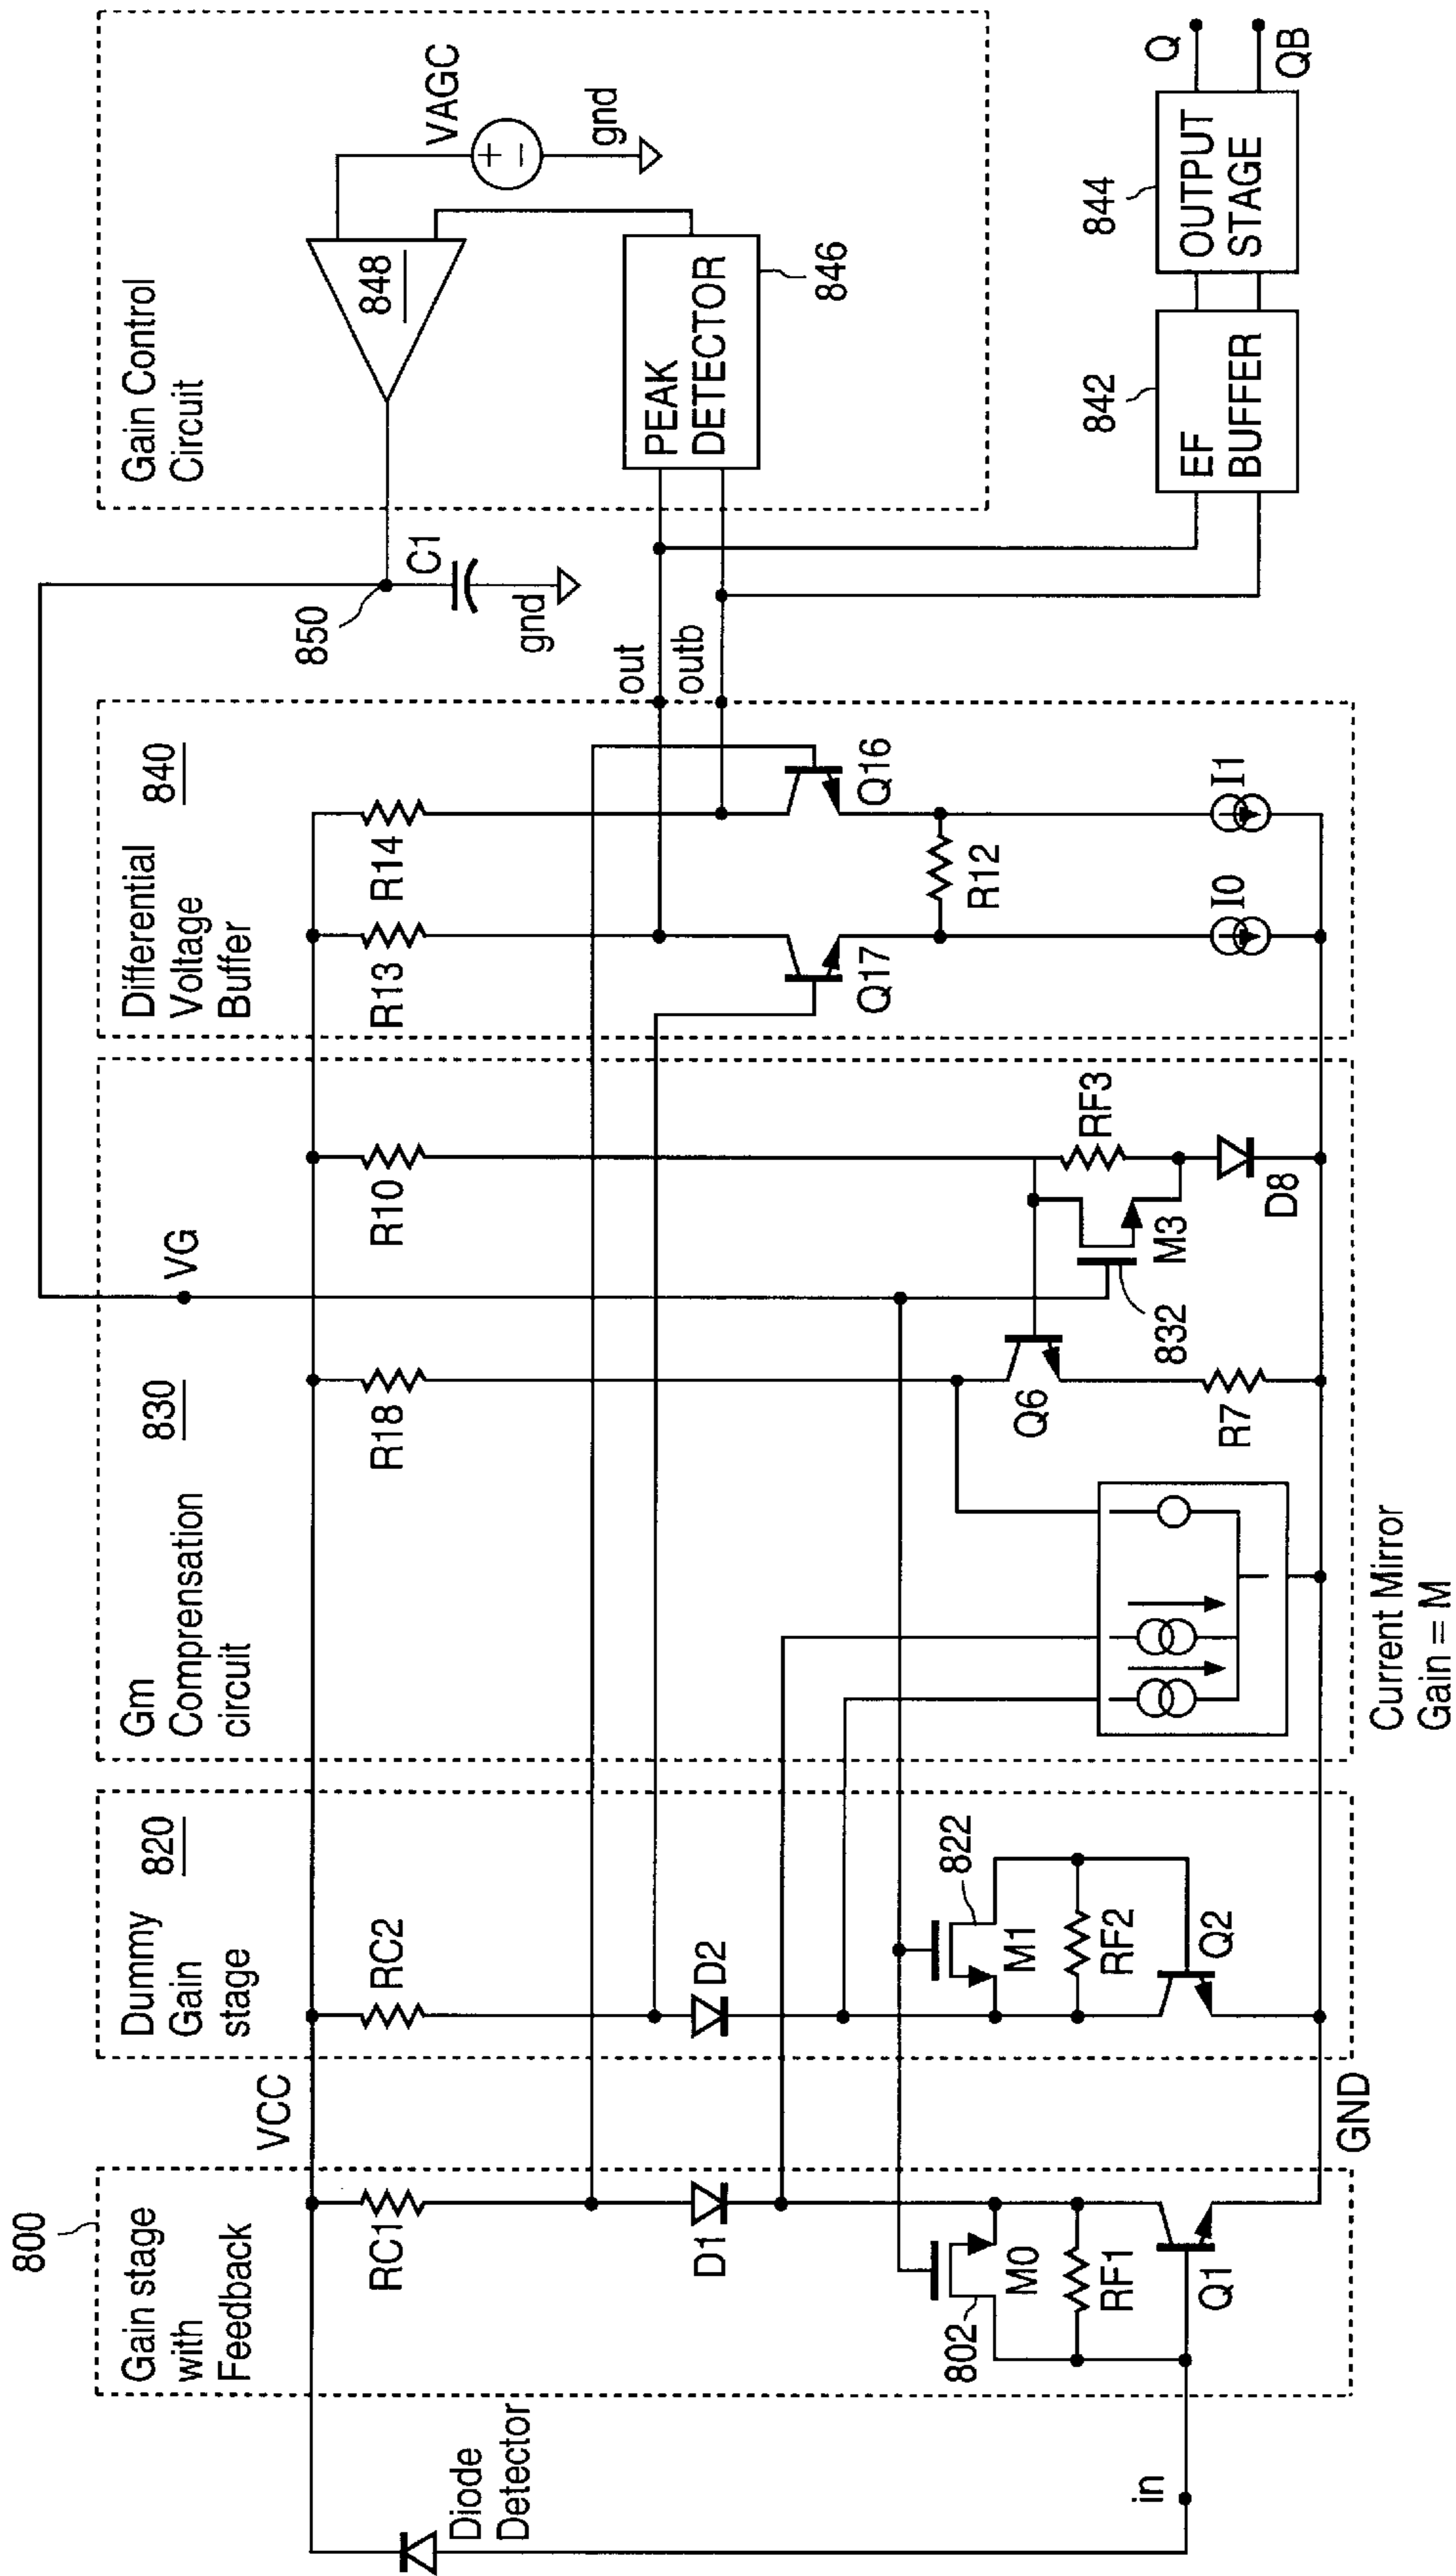 800
Gain stage
with
Feedback
Dummy
Gain
stage
820
Gm
Comprensation
circuit
830
VG
Differential
Voltage
Buffer
840
Gain Control
Circuit
848
VAGC
+
−
gnd
850
C1
gnd
VCC
RC1
RC2
R18
R10
R13
R14
out
outb
PEAK
DETECTOR
846
Diode
Detector
D1
D2
M0
802
RF1
Q1
822
M1
RF2
Q2
Q6
832
M3
RF3
R7
D8
Q17
Q16
R12
I0
I1
in
GND
Current Mirror
Gain = M
842
EF
BUFFER
844
OUTPUT
STAGE
Q
QB